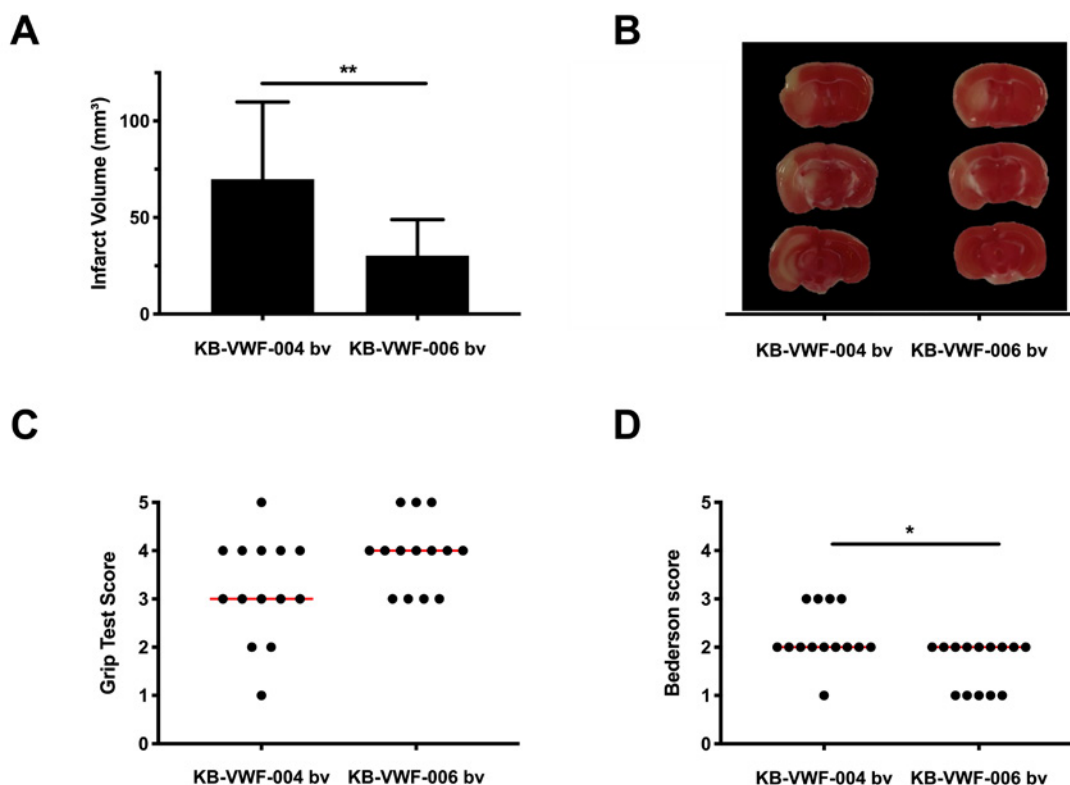 A
**
Infarct Volume (mm³)
100
50
0
KB-VWF-004 bv KB-VWF-006 bv
B
KB-VWF-004 bv KB-VWF-006 bv
C
Grip Test Score
5
4
3
2
1
0
KB-VWF-004 bv KB-VWF-006 bv
D
*
Bederson score
5
4
3
2
1
0
KB-VWF-004 bv KB-VWF-006 bv